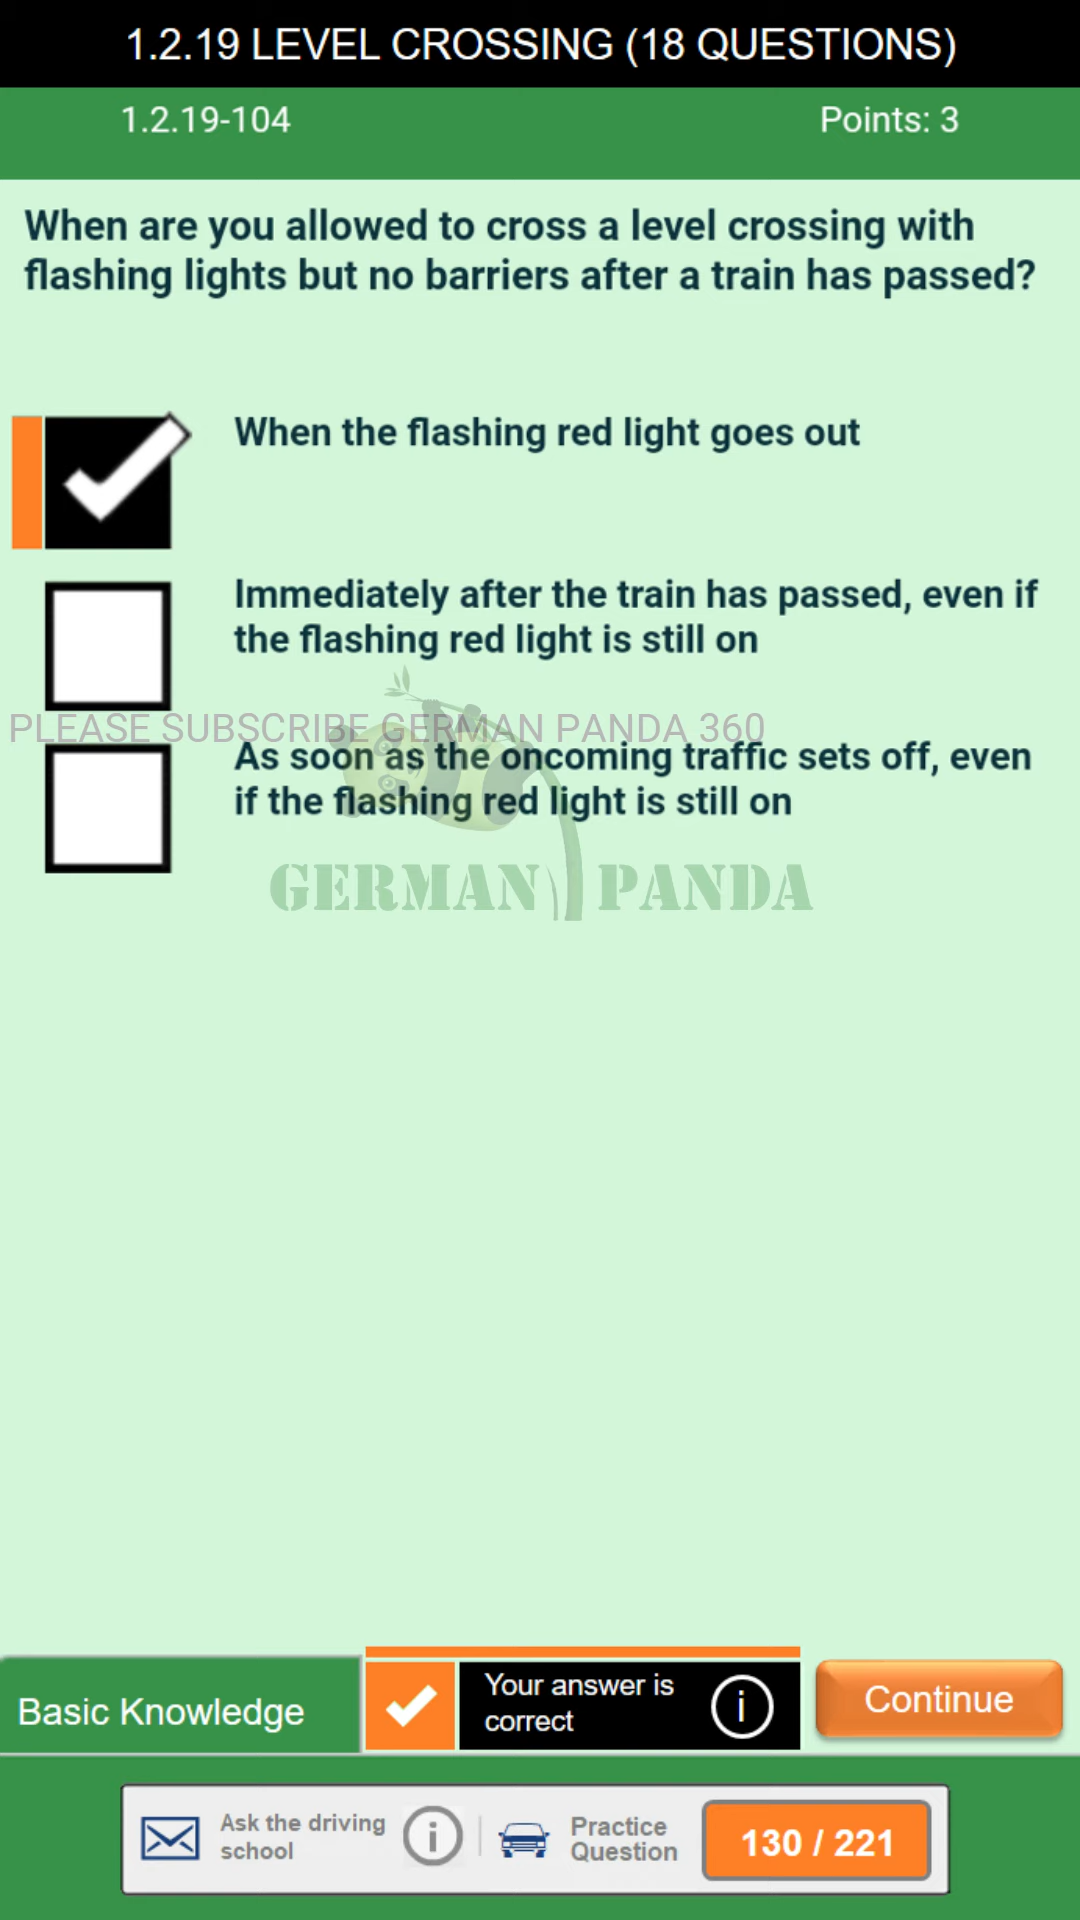 1.2.19 LEVEL CROSSING (18 QUESTIONS)
1.2.19-104
Points: 3
When are you allowed to cross a level crossing with
flashing lights but no barriers after a train has passed?
When the flashing red light goes out
Immediately after the train has passed, even if
the flashing red light is still on
PLEASE SUBSCRIBE GERMAN PANDA 360
As soon as the oncoming traffic sets off, even
if the flashing red light is still on
GERMAN PANDA
Basic Knowledge
Your answer is
correct
i
Continue
Ask the driving
school
i
Practice
Question
130 / 221